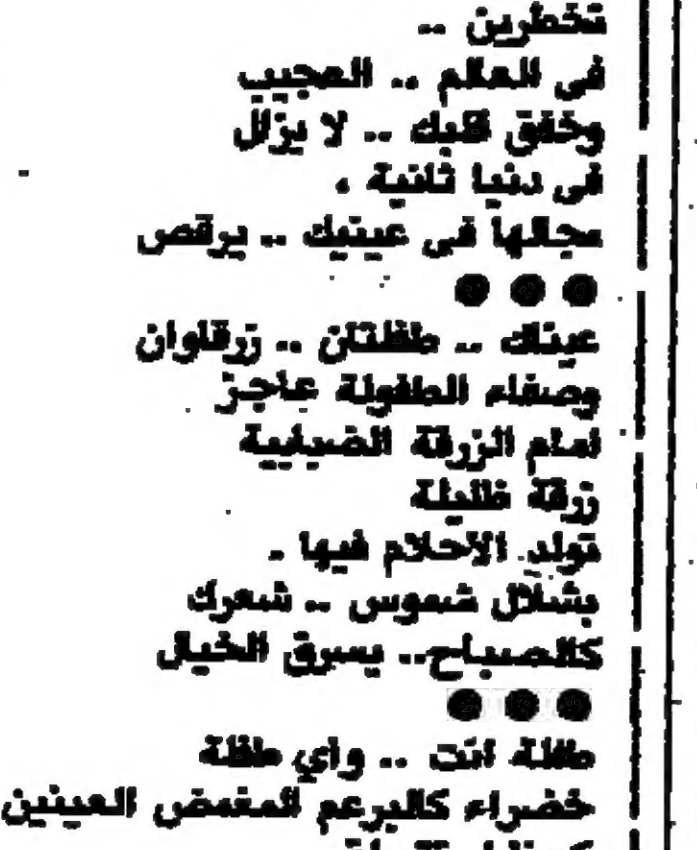 تخطرين ..
فى العالم .. العجيب
وخفق قلبك .. لا يزال
فى دنيا ثانية ،
مجالها فى عينيك .. يرقص
● ● ●
عيناك .. طفلتان .. زرقاوان
وصفاء الطفولة عاجز
امام الزرقة الضبابية
زرقة ظليلة
تولد الاحلام فيها .
بشلال شموس .. شعرك
كالصباح.. يسرق الخيال
● ● ●
طفلة انت .. واي طفلة
خضراء كالبرعم المغمض العينين